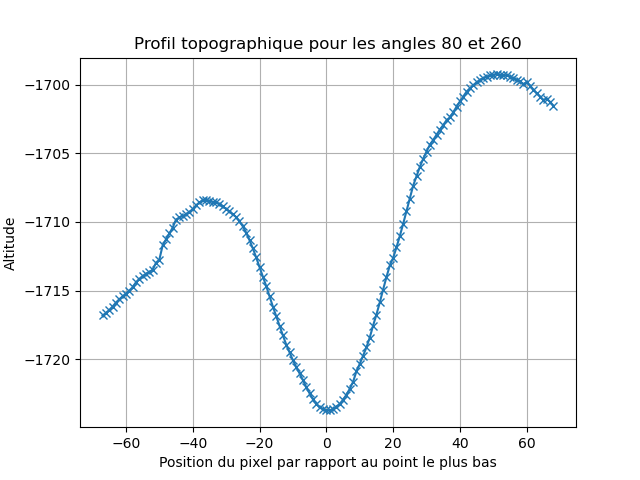 Profil topographique pour les angles 80 et 260
−1700
−1705
−1710
−1715
−1720
Altitude
−60 −40 −20 0 20 40 60
Position du pixel par rapport au point le plus bas